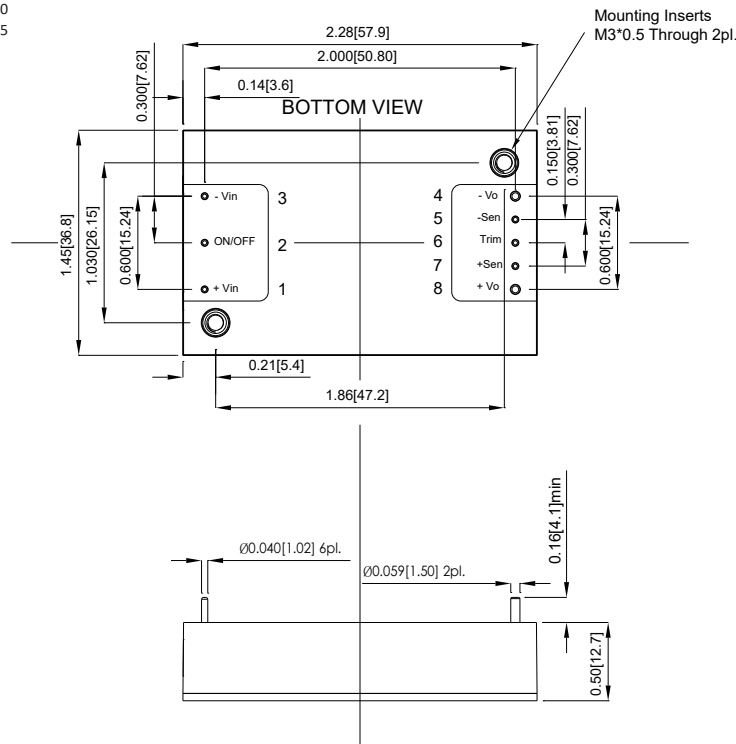 0
5
Mounting Inserts
M3*0.5 Through 2pl.
2.28[57.9]
2.000[50.80]
0.14[3.6]
0.300[7.62]
BOTTOM VIEW
0.150[3.81]
0.300[7.62]
1.45[36.8]
1.030[26.15]
0.600[15.24]
- Vin 3
ON/OFF 2
+ Vin 1
4 - Vo
5 -Sen
6 Trim
7 +Sen
8 + Vo
0.600[15.24]
0.21[5.4]
1.86[47.2]
0.16[4.1]min
Ø0.040[1.02] 6pl.
Ø0.059[1.50] 2pl.
0.50[12.7]